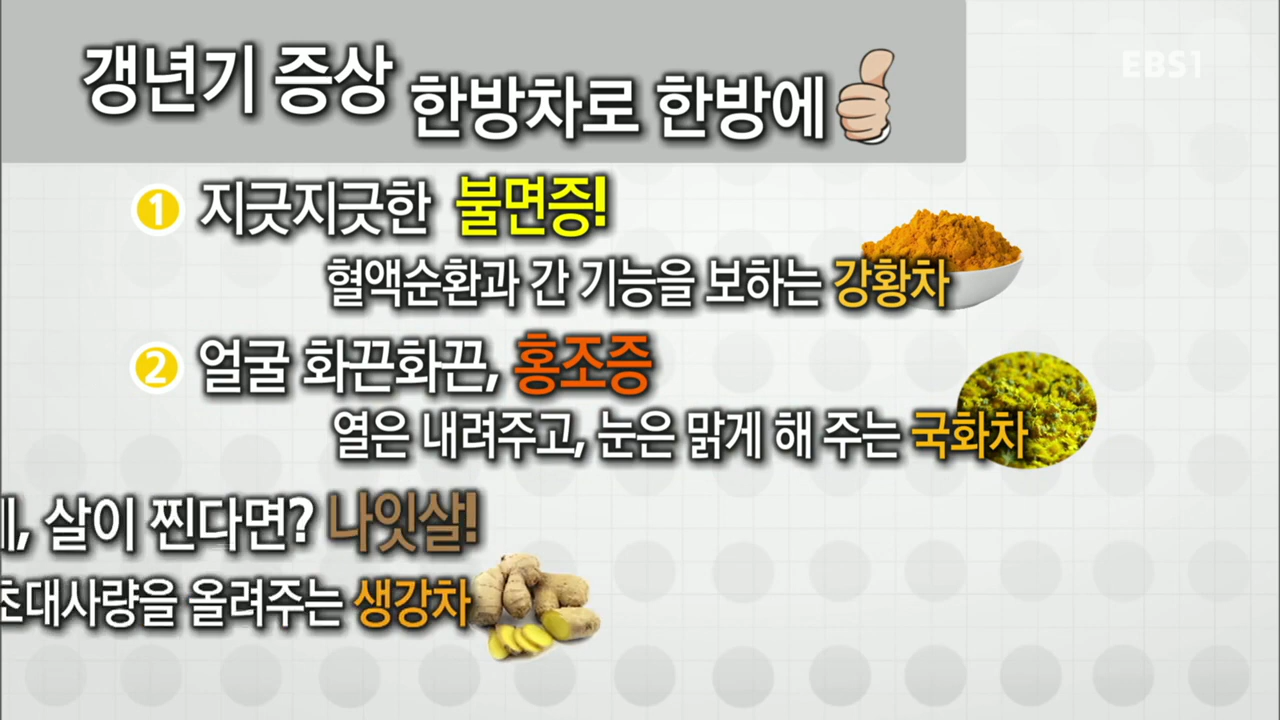 갱년기 증상 한방차로 한방에
EBS1
1 지긋지긋한 불면증!
혈액순환과 간 기능을 보하는 강황차
2 얼굴 화끈화끈, 홍조증
열은 내려주고, 눈은 맑게 해 주는 국화차
살이 찐다면? 나잇살!
올려주는 생강차